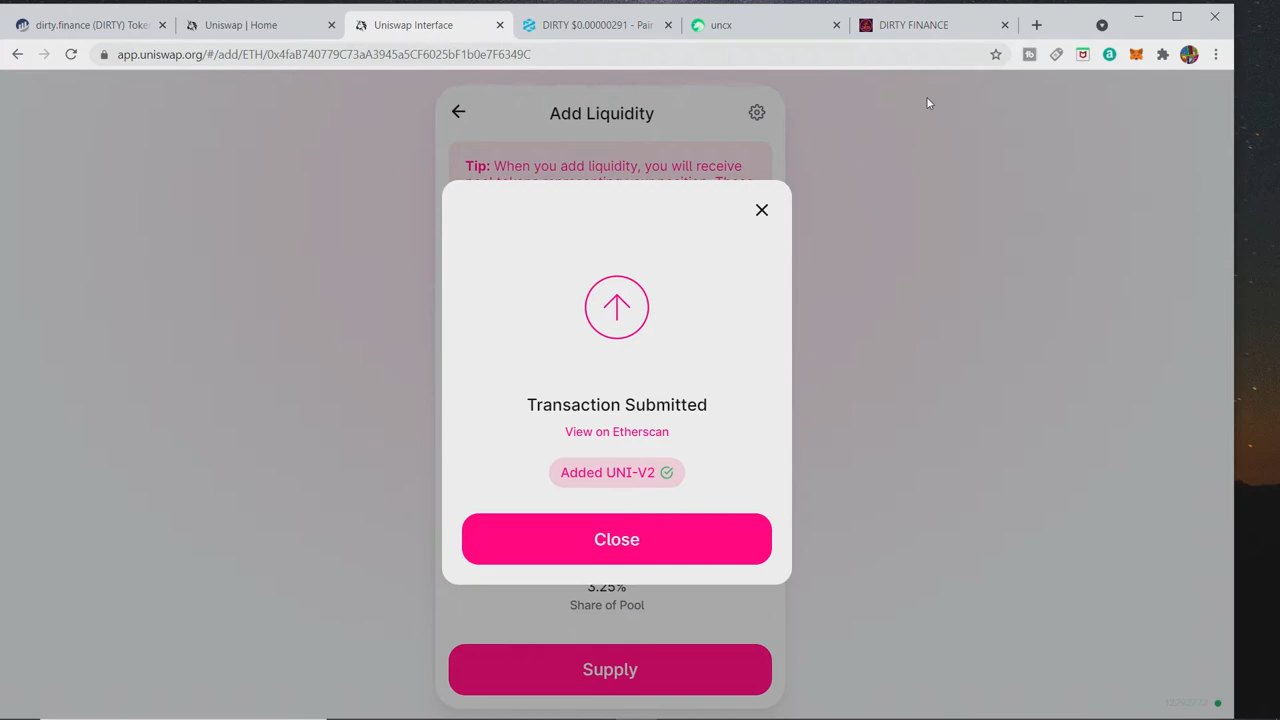 dirty.finance (DIRTY) Toke
Uniswap | Home
Uniswap Interface
DIRTY $0.00000291 - Pair
uncx
DIRTY FINANCE
app.uniswap.org/#/add/ETH/0x4faB740779C73aA3945a5CF6025bF1b0e7F6349C
Add Liquidity
Tip: When you add liquidity, you will receive
Transaction Submitted
View on Etherscan
Added UNI-V2
Close
3.25%
Share of Pool
Supply